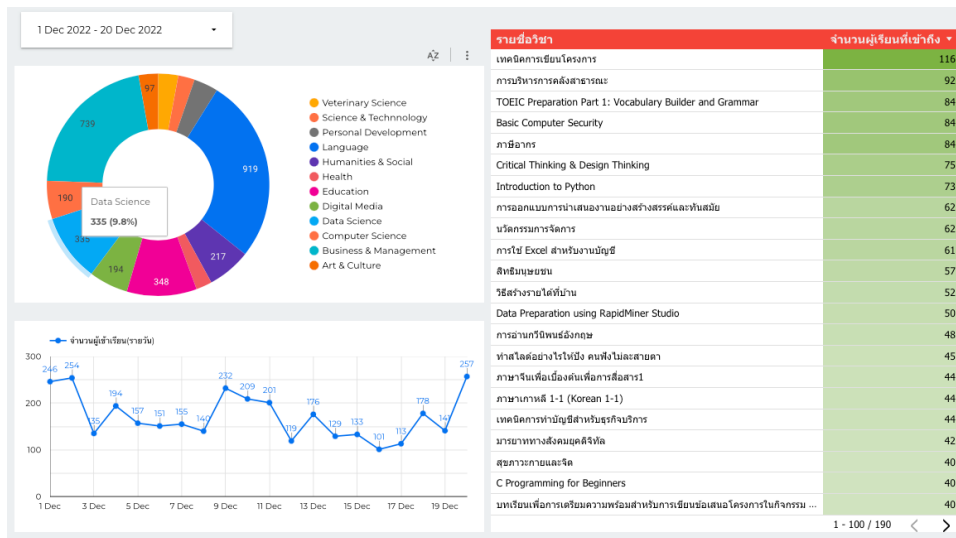 1 Dec 2022 - 20 Dec 2022
97
739
919
190
335
194
348
217
Data Science
335 (9.8%)
Veterinary Science
Science & Technnology
Personal Development
Language
Humanities & Social
Health
Education
Digital Media
Data Science
Computer Science
Business & Management
Art & Culture
จำนวนผู้เข้าเรียน(รายวัน)
300
200
100
0
246
254
135
194
157
151
155
140
232
209
201
119
176
129
133
101
113
178
141
257
1 Dec
3 Dec
5 Dec
7 Dec
9 Dec
11 Dec
13 Dec
15 Dec
17 Dec
19 Dec
รายชื่อวิชา จำนวนผู้เรียนที่เข้าถึง
เทคนิคการเขียนโครงการ 116
การบริหารการคลังสาธารณะ 92
TOEIC Preparation Part 1: Vocabulary Builder and Grammar 84
Basic Computer Security 84
ภาษีอากร 84
Critical Thinking & Design Thinking 75
Introduction to Python 73
การออกแบบการนำเสนองานอย่างสร้างสรรค์และทันสมัย 62
นวัตกรรมการจัดการ 62
การใช้ Excel สำหรับงานบัญชี 61
สิทธิมนุษยชน 57
วิธีสร้างรายได้ที่บ้าน 52
Data Preparation using RapidMiner Studio 50
การอ่านกวีนิพนธ์อังกฤษ 48
ทำสไลด์อย่างไรให้ปัง คนฟังไม่ละสายตา 45
ภาษาจีนเพื่อเบื้องต้นเพื่อการสื่อสาร1 44
ภาษาเกาหลี 1-1 (Korean 1-1) 44
เทคนิคการทำบัญชีสำหรับธุรกิจบริการ 44
มารยาททางสังคมยุคดิจิทัล 42
สุขภาวะกายและจิต 40
C Programming for Beginners 40
บทเรียนเพื่อการเตรียมความพร้อมสำหรับการเขียนข้อเสนอโครงการในกิจกรรม ... 40
1 - 100 / 190